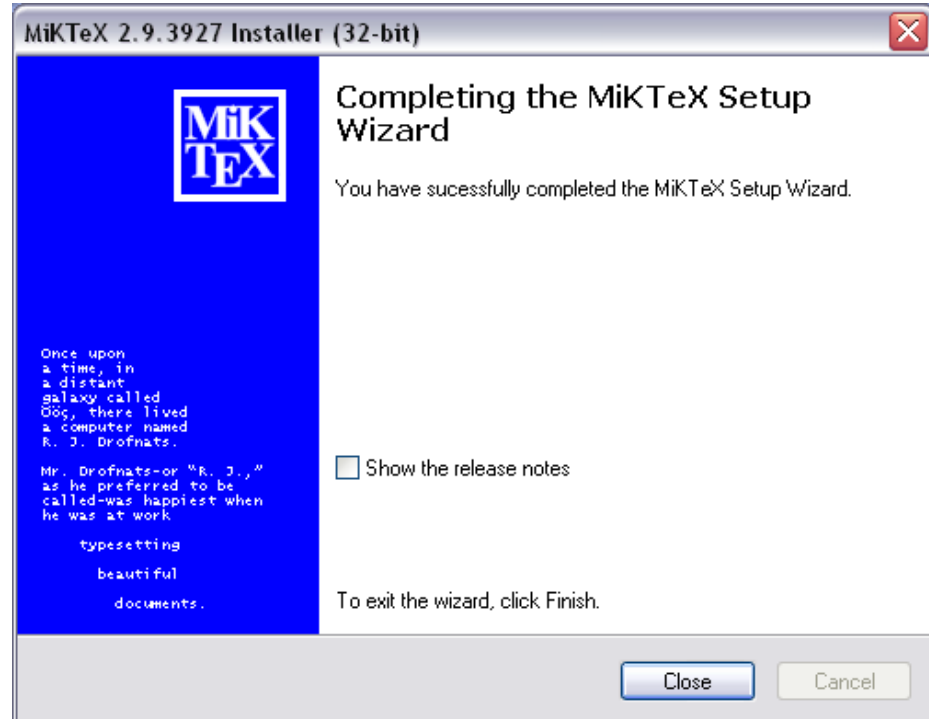 MiKTeX 2.9.3927 Installer (32-bit)
MiK
TEX
Completing the MiKTeX Setup
Wizard
You have sucessfully completed the MiKTeX Setup Wizard.
Once upon
a time, in
a distant
galaxy called
Ööç, there lived
a computer named
R. J. Drofnats.
Mr. Drofnats-or “R. J.,”
as he preferred to be
called-was happiest when
he was at work
typesetting
beautiful
documents.
Show the release notes
To exit the wizard, click Finish.
Close
Cancel